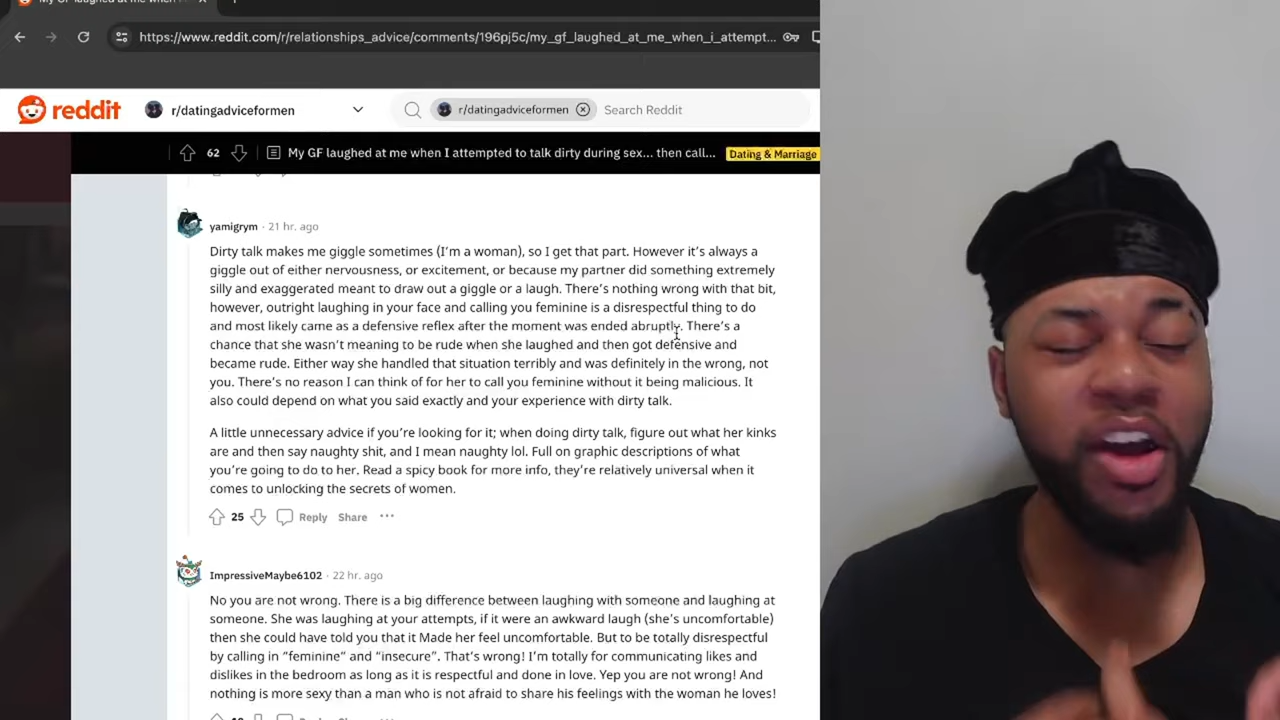 My GF laughed at me when
https://www.reddit.com/r/relationships_advice/comments/196pj5c/my_gf_laughed_at_me_when_i_attempt...
reddit
r/datingadviceformen
r/datingadviceformen
Search Reddit
62
My GF laughed at me when I attempted to talk dirty during sex... then call...
Dating & Marriage
yamigrym · 21 hr. ago
Dirty talk makes me giggle sometimes (I'm a woman), so I get that part. However it's always a
giggle out of either nervousness, or excitement, or because my partner did something extremely
silly and exaggerated meant to draw out a giggle or a laugh. There's nothing wrong with that bit,
however, outright laughing in your face and calling you feminine is a disrespectful thing to do
and most likely came as a defensive reflex after the moment was ended abruptly. There's a
chance that she wasn't meaning to be rude when she laughed and then got defensive and
became rude. Either way she handled that situation terribly and was definitely in the wrong, not
you. There's no reason I can think of for her to call you feminine without it being malicious. It
also could depend on what you said exactly and your experience with dirty talk.
A little unnecessary advice if you're looking for it; when doing dirty talk, figure out what her kinks
are and then say naughty shit, and I mean naughty lol. Full on graphic descriptions of what
you're going to do to her. Read a spicy book for more info, they're relatively universal when it
comes to unlocking the secrets of women.
25
Reply
Share
ImpressiveMaybe6102 · 22 hr. ago
No you are not wrong. There is a big difference between laughing with someone and laughing at
someone. She was laughing at your attempts, if it were an awkward laugh (she's uncomfortable)
then she could have told you that it Made her feel uncomfortable. But to be totally disrespectful
by calling in "feminine" and "insecure". That's wrong! I'm totally for communicating likes and
dislikes in the bedroom as long as it is respectful and done in love. Yep you are not wrong! And
nothing is more sexy than a man who is not afraid to share his feelings with the woman he loves!